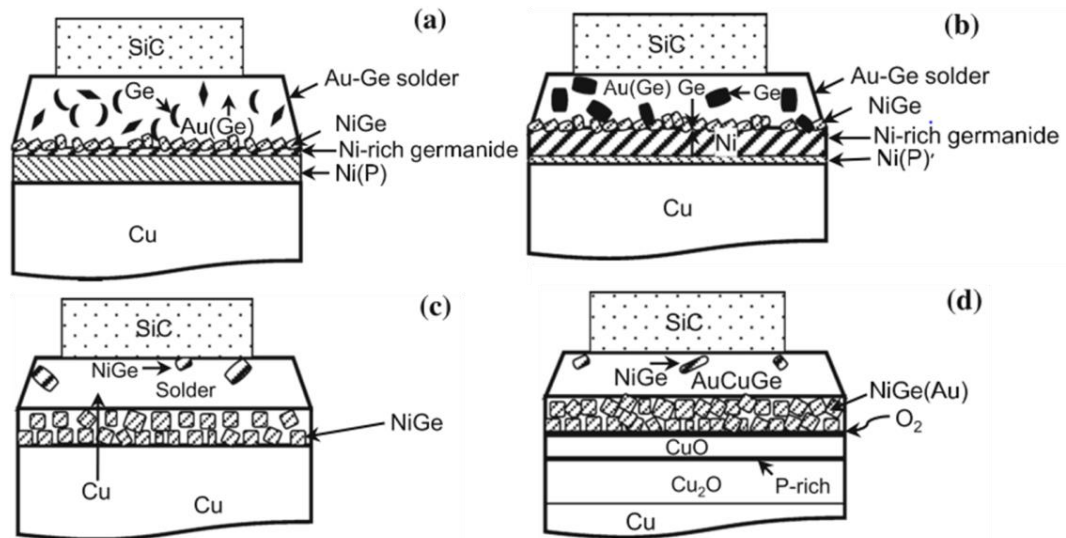 (a)
SiC
Ge
Au(Ge)
Au-Ge solder
NiGe
Ni-rich germanide
Ni(P)
Cu
(b)
SiC
Au(Ge) Ge
Ge
Au-Ge solder
NiGe
Ni
Ni-rich germanide
Ni(P)
Cu
(c)
SiC
NiGe
Solder
NiGe
Cu
Cu
(d)
SiC
NiGe
AuCuGe
NiGe(Au)
O2
CuO
P-rich
Cu2O
Cu